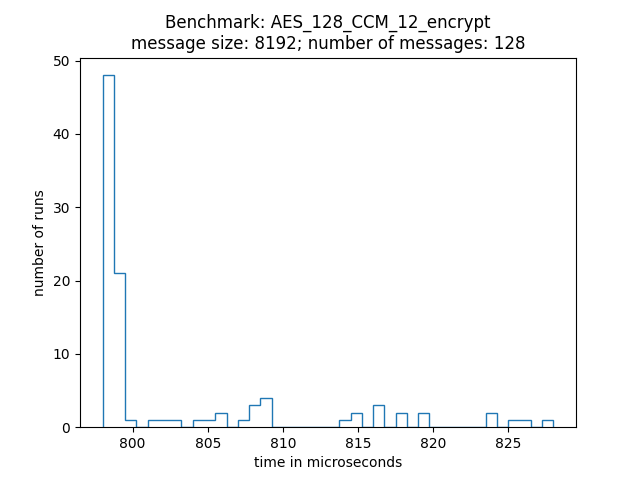 Benchmark: AES_128_CCM_12_encrypt
message size: 8192; number of messages: 128
50
40
30
20
10
0
number of runs
800 805 810 815 820 825
time in microseconds